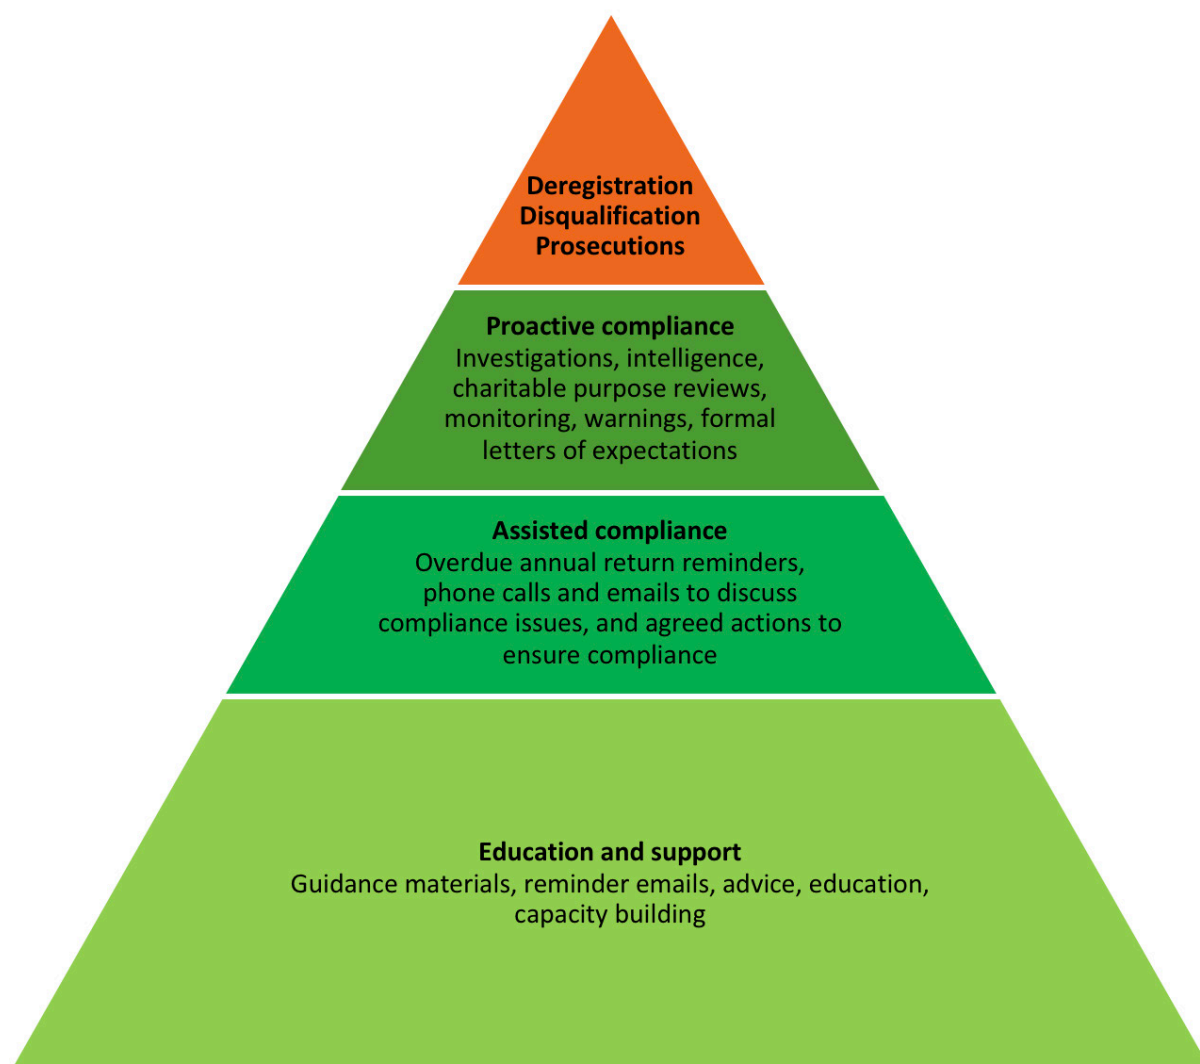 Deregistration
Disqualification
Prosecutions
Proactive compliance
Investigations, intelligence,
charitable purpose reviews,
monitoring, warnings, formal
letters of expectations
Assisted compliance
Overdue annual return reminders,
phone calls and emails to discuss
compliance issues, and agreed actions to
ensure compliance
Education and support
Guidance materials, reminder emails, advice, education,
capacity building